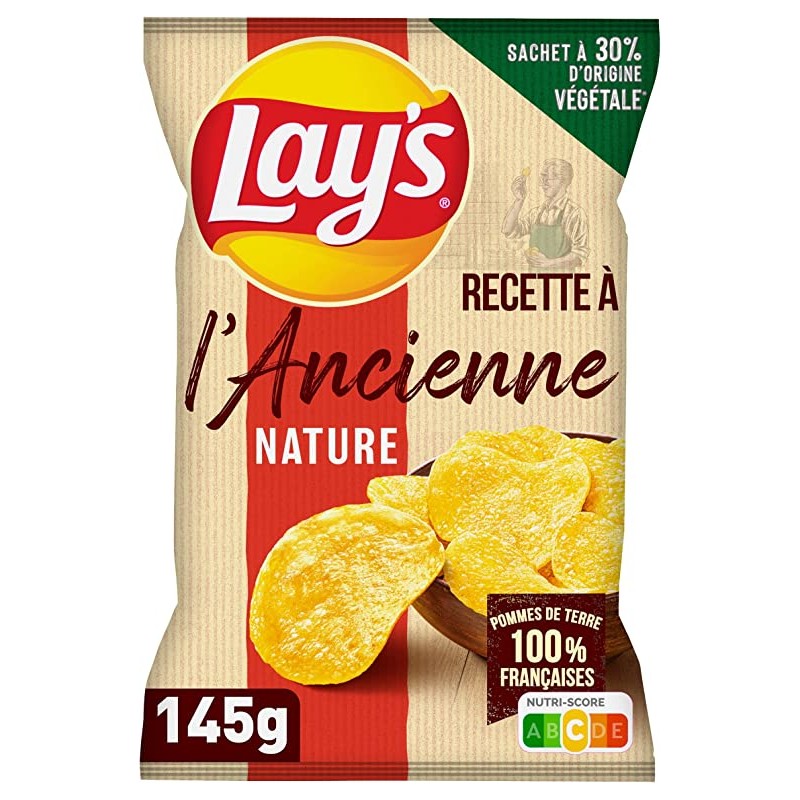 SACHET À 30%
D'ORIGINE
VÉGÉTALE*
Lay's®
RECETTE À
l'Ancienne
NATURE
POMMES DE TERRE
100%
FRANÇAISES
NUTRI-SCORE
A B C D E
145g